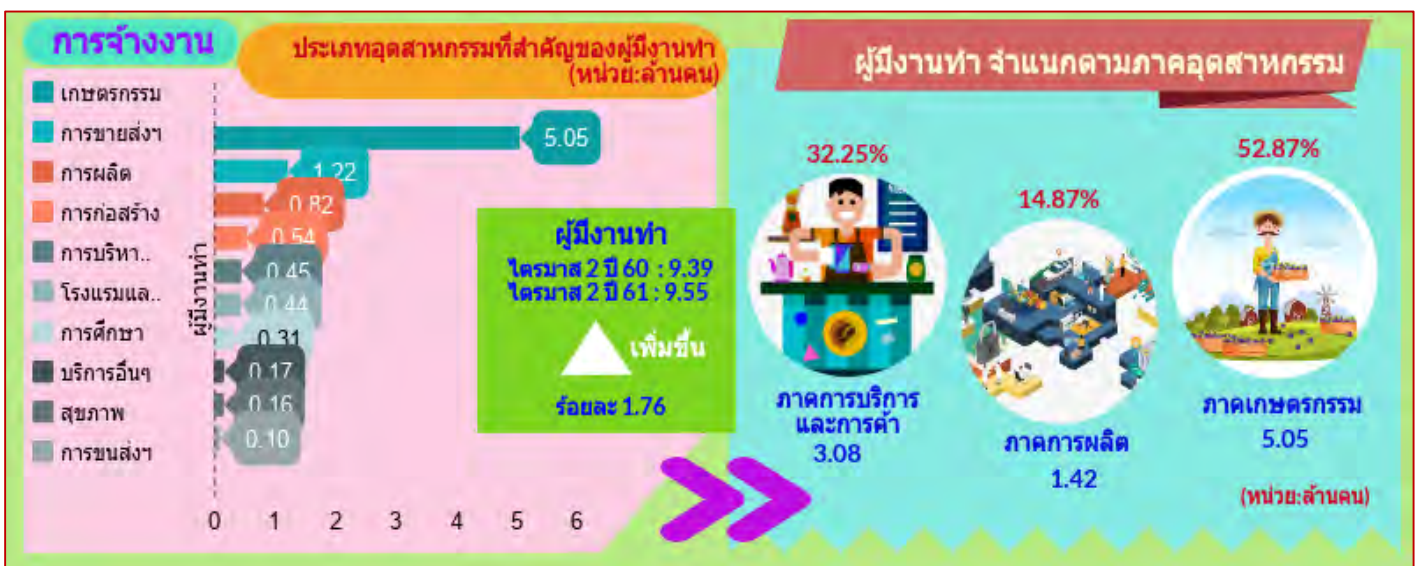 การจ้างงาน
ประเภทอุตสาหกรรมที่สำคัญของผู้มีงานทำ
(หน่วย:ล้านคน)
เกษตรกรรม
การขายส่งฯ
การผลิต
การก่อสร้าง
การบริหา..
โรงแรมแล..
การศึกษา
บริการอื่นๆ
สุขภาพ
การขนส่งฯ
ผู้มีงานทำ
5.05
1.22
0.82
0.54
0.45
0.44
0.31
0.17
0.16
0.10
0 1 2 3 4 5 6
ผู้มีงานทำ
ไตรมาส 2 ปี 60 : 9.39
ไตรมาส 2 ปี 61 : 9.55
เพิ่มขึ้น
ร้อยละ 1.76
ผู้มีงานทำ จำแนกตามภาคอุตสาหกรรม
32.25%
ภาคการบริการ
และการค้า
3.08
14.87%
ภาคการผลิต
1.42
52.87%
ภาคเกษตรกรรม
5.05
(หน่วย:ล้านคน)